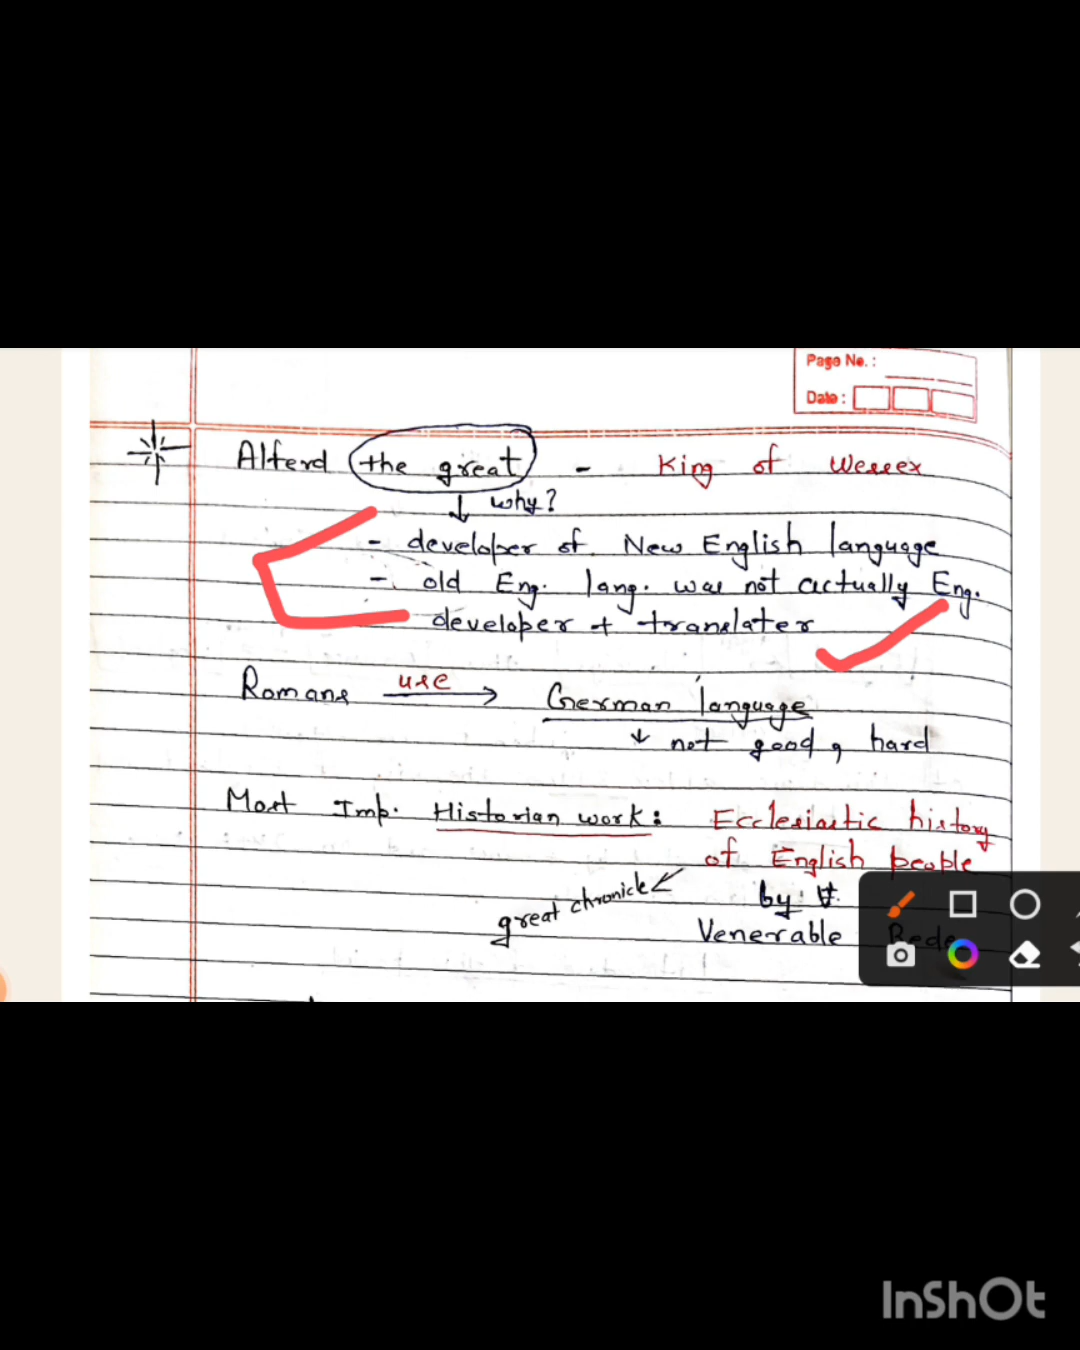 Page No. :
Date :
Alferd the great - King of Wessex
↓ why?
- developer of New English language
- old Eng. lang. was not actually Eng.
developer + translater
Romans use → German language
↓ not good, hard
Most Imp. Historian work : Ecclesiastic history
of English people
great chronicle by
Venerable Bede
InShOt